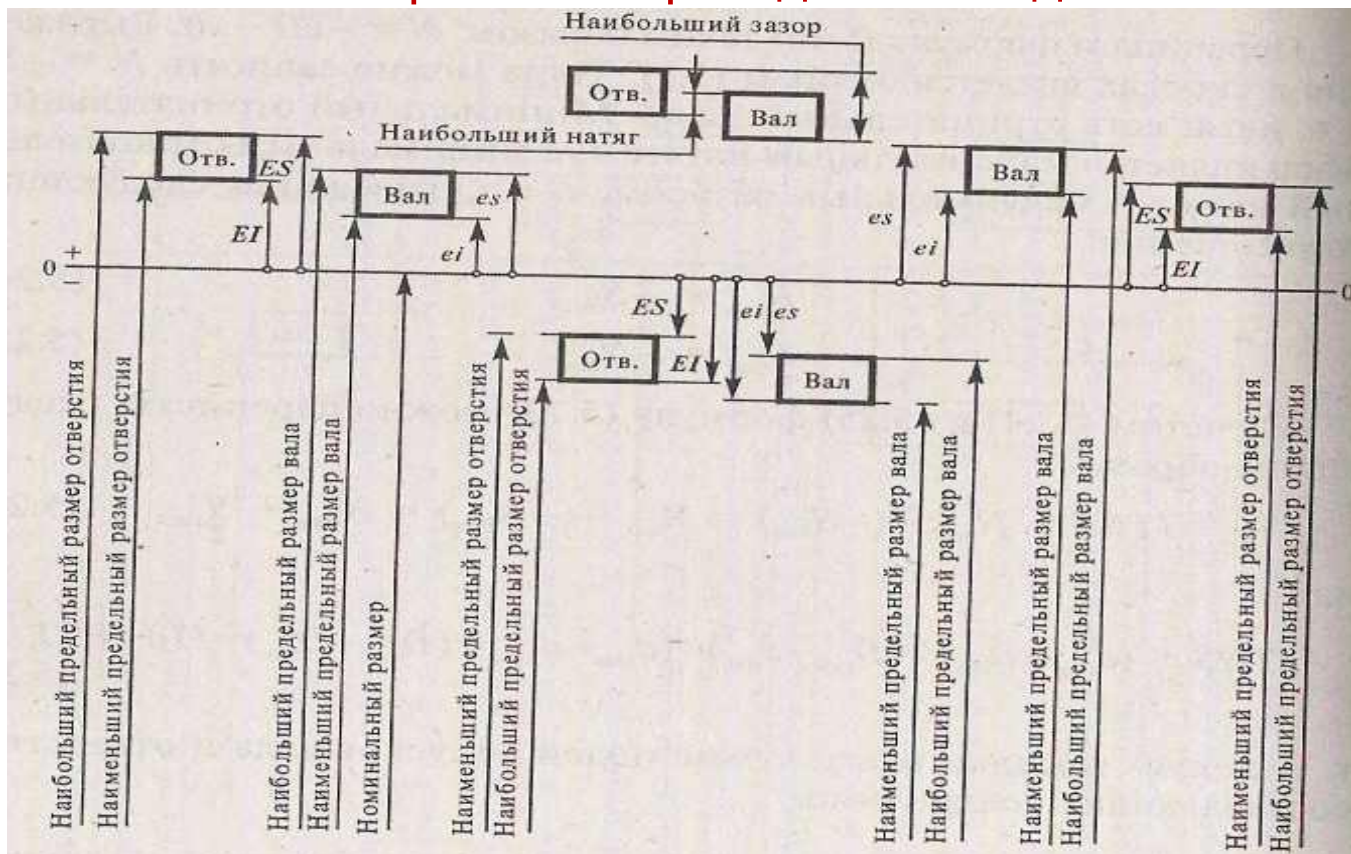 Наибольший зазор
Отв.
Вал
Наибольший натяг
Отв.
ES
EI
Вал
es
ei
es
ei
Вал
ES
EI
Отв.
+
0
−
0
ES
Отв.
EI
ei
es
Вал
Наибольший предельный размер отверстия
Наименьший предельный размер отверстия
Наибольший предельный размер вала
Наименьший предельный размер вала
Номинальный размер
Наименьший предельный размер отверстия
Наибольший предельный размер отверстия
Наименьший предельный размер вала
Наибольший предельный размер вала
Наименьший предельный размер вала
Наибольший предельный размер вала
Наименьший предельный размер отверстия
Наибольший предельный размер отверстия